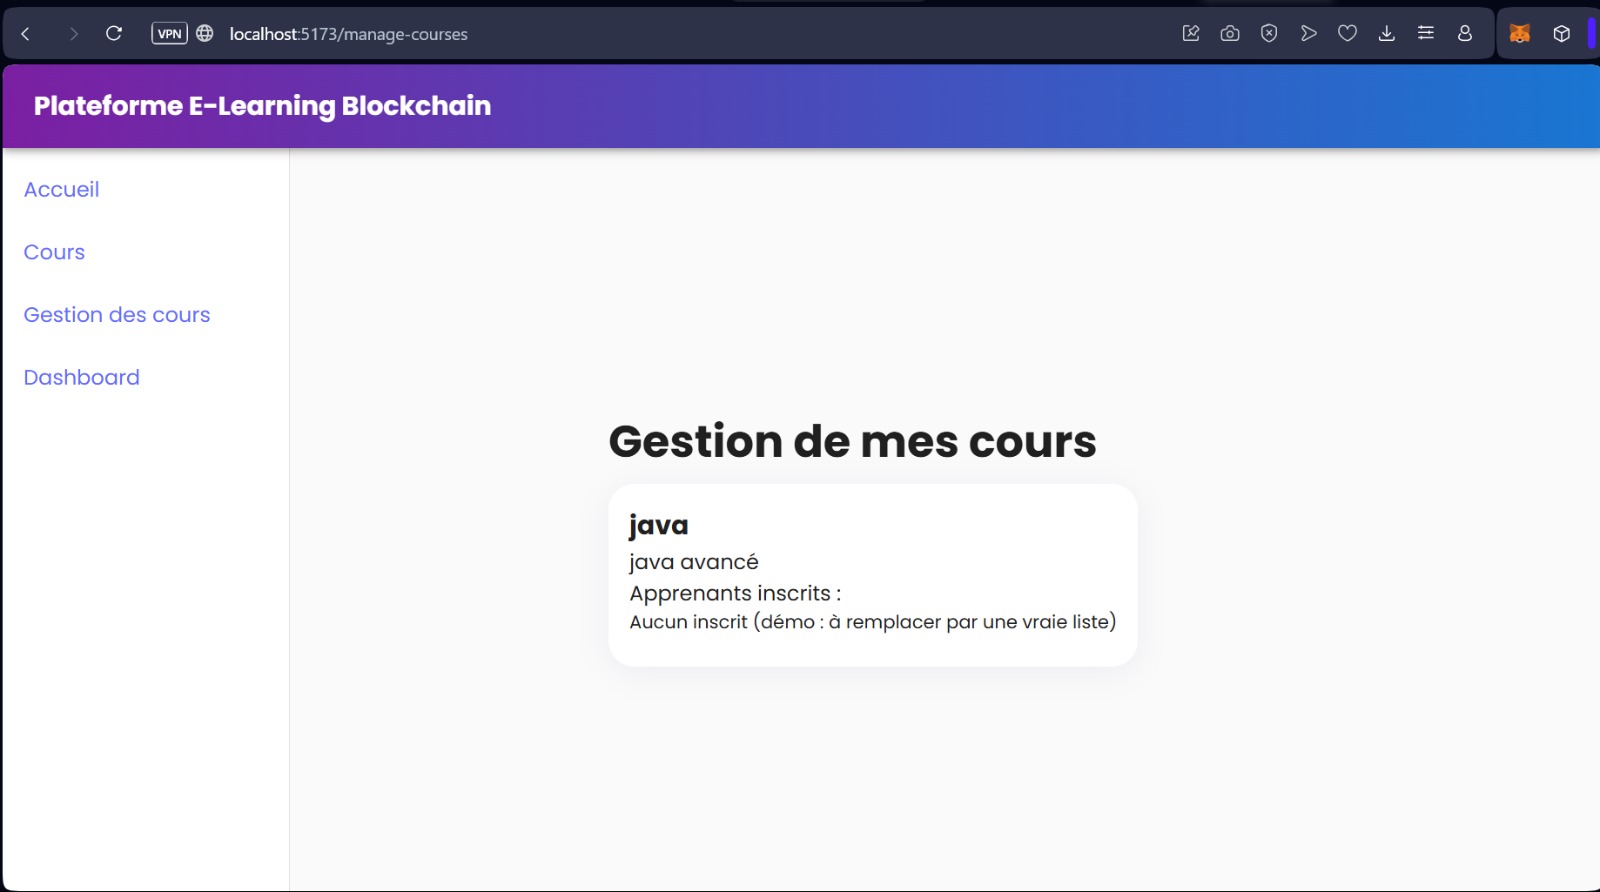 VPN
localhost:5173/manage-courses
Plateforme E-Learning Blockchain
Accueil
Cours
Gestion des cours
Dashboard
Gestion de mes cours
java
java avancé
Apprenants inscrits :
Aucun inscrit (démo : à remplacer par une vraie liste)